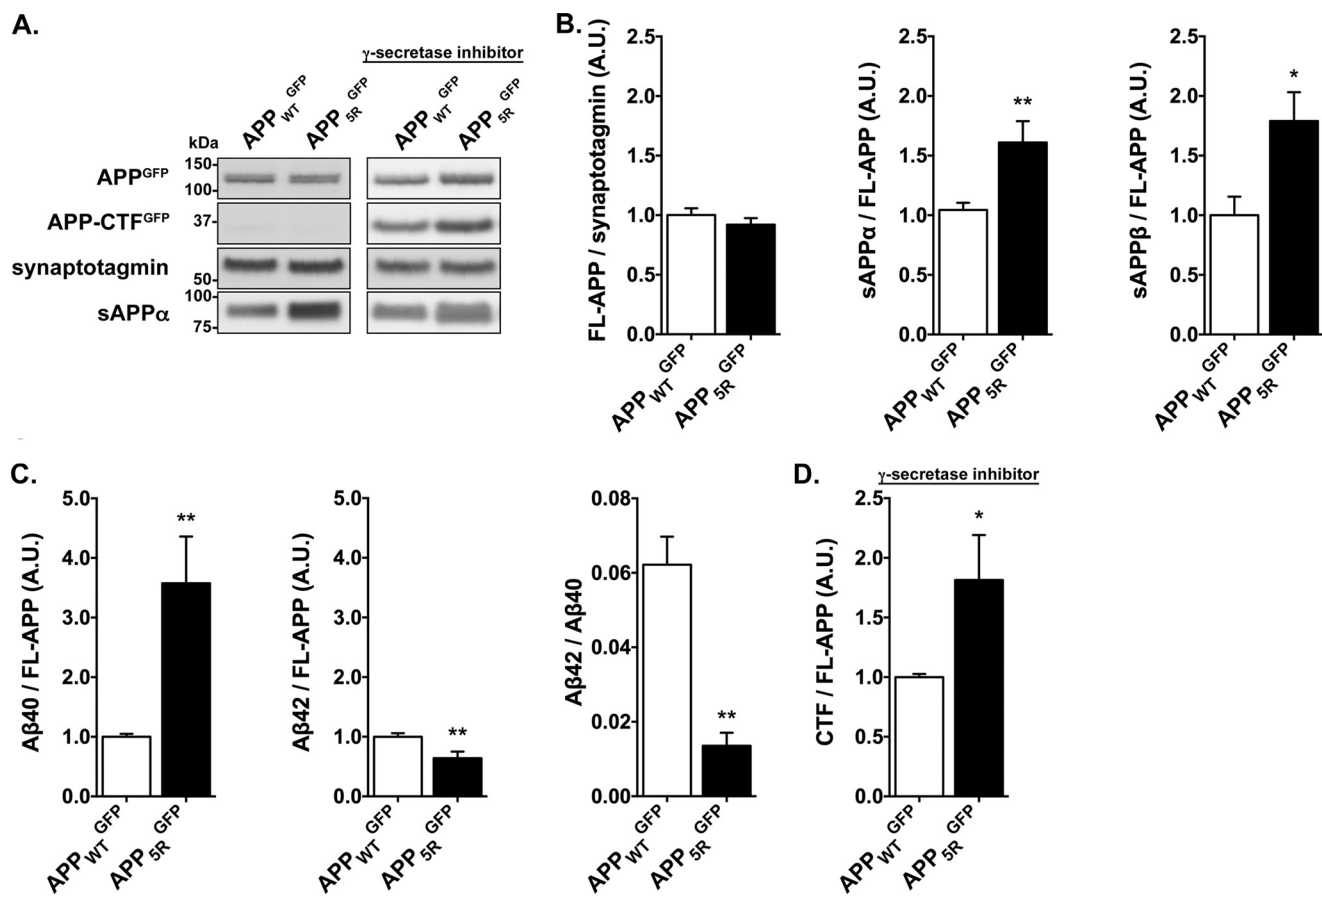 A.
γ-secretase inhibitor
APP WT GFP
APP 5R GFP
APP WT GFP
APP 5R GFP
kDa
APP GFP
150-
100-
APP-CTF GFP
37-
synaptotagmin
50-
sAPPα
100-
75-
B.
FL-APP / synaptotagmin (A.U.)
2.5
2.0
1.5
1.0
0.5
0.0
APP WT GFP
APP 5R GFP
sAPPα / FL-APP (A.U.)
2.5
2.0
1.5
1.0
0.5
0.0
**
APP WT GFP
APP 5R GFP
sAPPβ / FL-APP (A.U.)
2.5
2.0
1.5
1.0
0.5
0.0
*
APP WT GFP
APP 5R GFP
C.
Aβ40 / FL-APP (A.U.)
5.0
4.0
3.0
2.0
1.0
0.0
**
APP WT GFP
APP 5R GFP
Aβ42 / FL-APP (A.U.)
5.0
4.0
3.0
2.0
1.0
0.0
**
APP WT GFP
APP 5R GFP
Aβ42 / Aβ40
0.08
0.06
0.04
0.02
0.00
**
APP WT GFP
APP 5R GFP
D.
γ-secretase inhibitor
CTF / FL-APP (A.U.)
2.5
2.0
1.5
1.0
0.5
0.0
*
APP WT GFP
APP 5R GFP